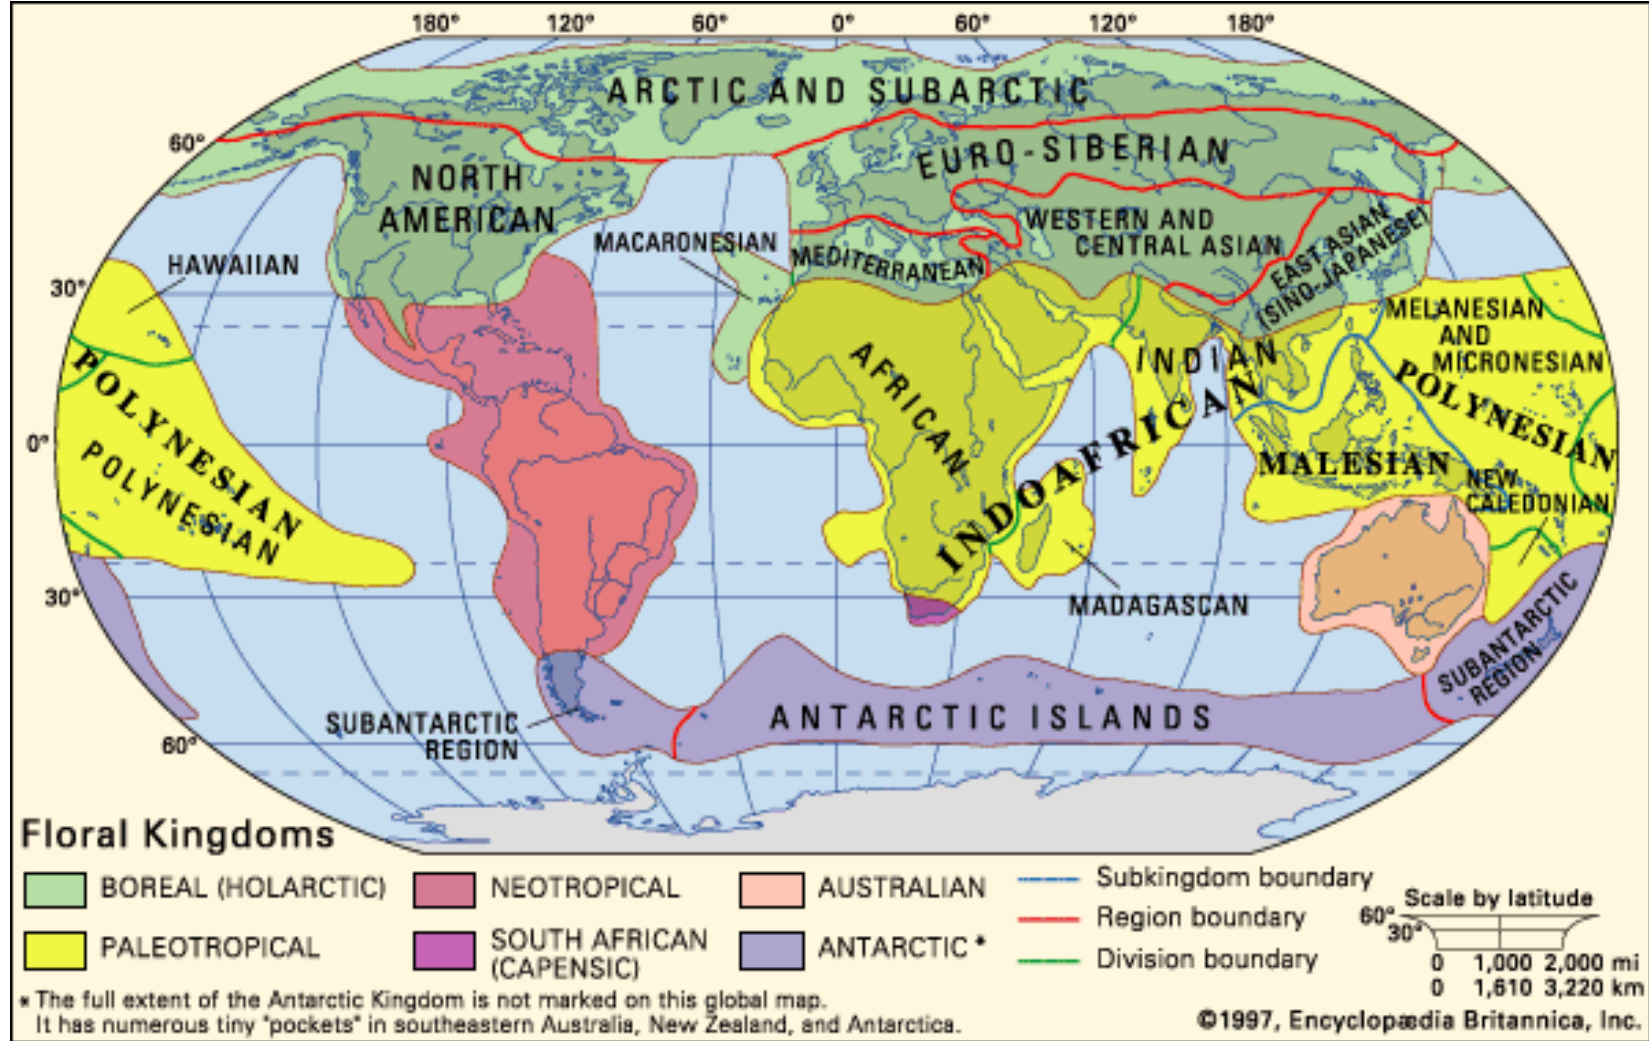 180° 120° 60° 0° 60° 120° 180°
ARCTIC AND SUBARCTIC
60°
EURO-SIBERIAN
NORTH
AMERICAN
WESTERN AND
CENTRAL ASIAN
EAST ASIAN
(SINO-JAPANESE)
MACARONESIAN
MEDITERRANEAN
HAWAIIAN
30°
MELANESIAN
AND
MICRONESIAN
INDIAN
AFRICAN
POLYNESIAN
POLYNESIAN
INDOAFRICAN
0°
POLYNESIAN
MALESIAN
NEW
CALEDONIAN
30°
MADAGASCAN
SUBANTARCTIC
REGION
SUBANTARCTIC
REGION
ANTARCTIC ISLANDS
60°
Floral Kingdoms
BOREAL (HOLARCTIC)
NEOTROPICAL
AUSTRALIAN
PALEOTROPICAL
SOUTH AFRICAN
(CAPENSIC)
ANTARCTIC *
Subkingdom boundary
Region boundary
Division boundary
Scale by latitude
60°
30°
0 1,000 2,000 mi
0 1,610 3,220 km
* The full extent of the Antarctic Kingdom is not marked on this global map.
It has numerous tiny "pockets" in southeastern Australia, New Zealand, and Antarctica.
©1997, Encyclopædia Britannica, Inc.